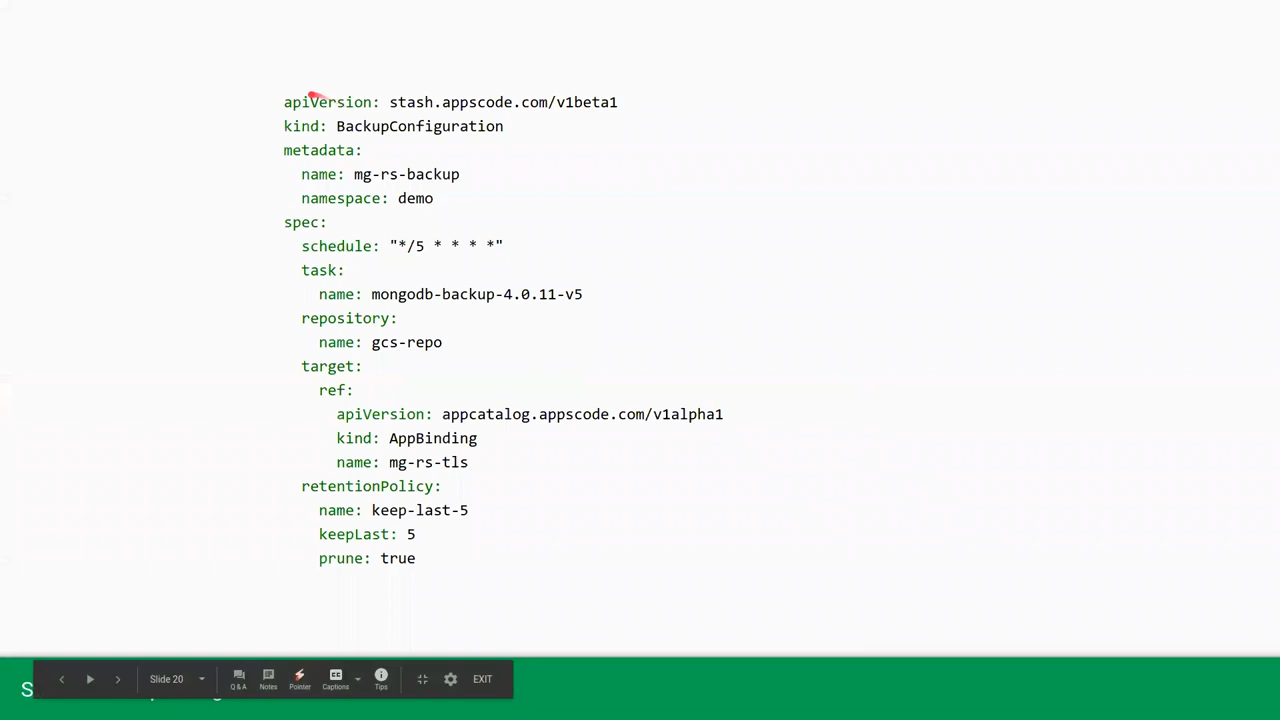 apiVersion: stash.appscode.com/v1beta1
kind: BackupConfiguration
metadata:
  name: mg-rs-backup
  namespace: demo
spec:
  schedule: "*/5 * * * *"
  task:
    name: mongodb-backup-4.0.11-v5
  repository:
    name: gcs-repo
  target:
    ref:
      apiVersion: appcatalog.appscode.com/v1alpha1
      kind: AppBinding
      name: mg-rs-tls
  retentionPolicy:
    name: keep-last-5
    keepLast: 5
    prune: true
Slide 20
Q & A
Notes
Pointer
CC
Captions
Tips
EXIT